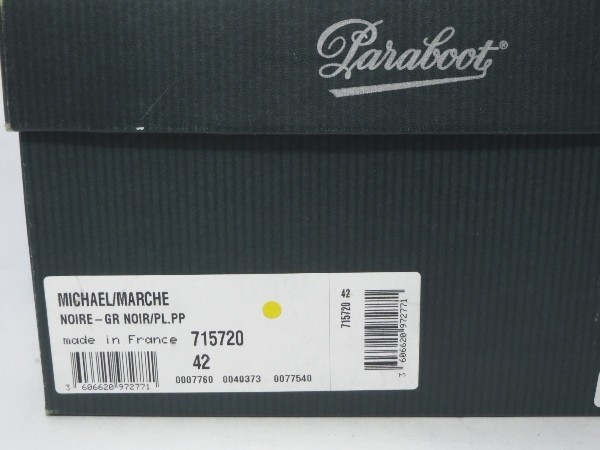 Paraboot®
MICHAEL/MARCHE
NOIRE-GR NOIR/PL.PP
made in France 715720
42
3 606620 972771
0007760 0040373 0077540
42
715720
3 606620 972771